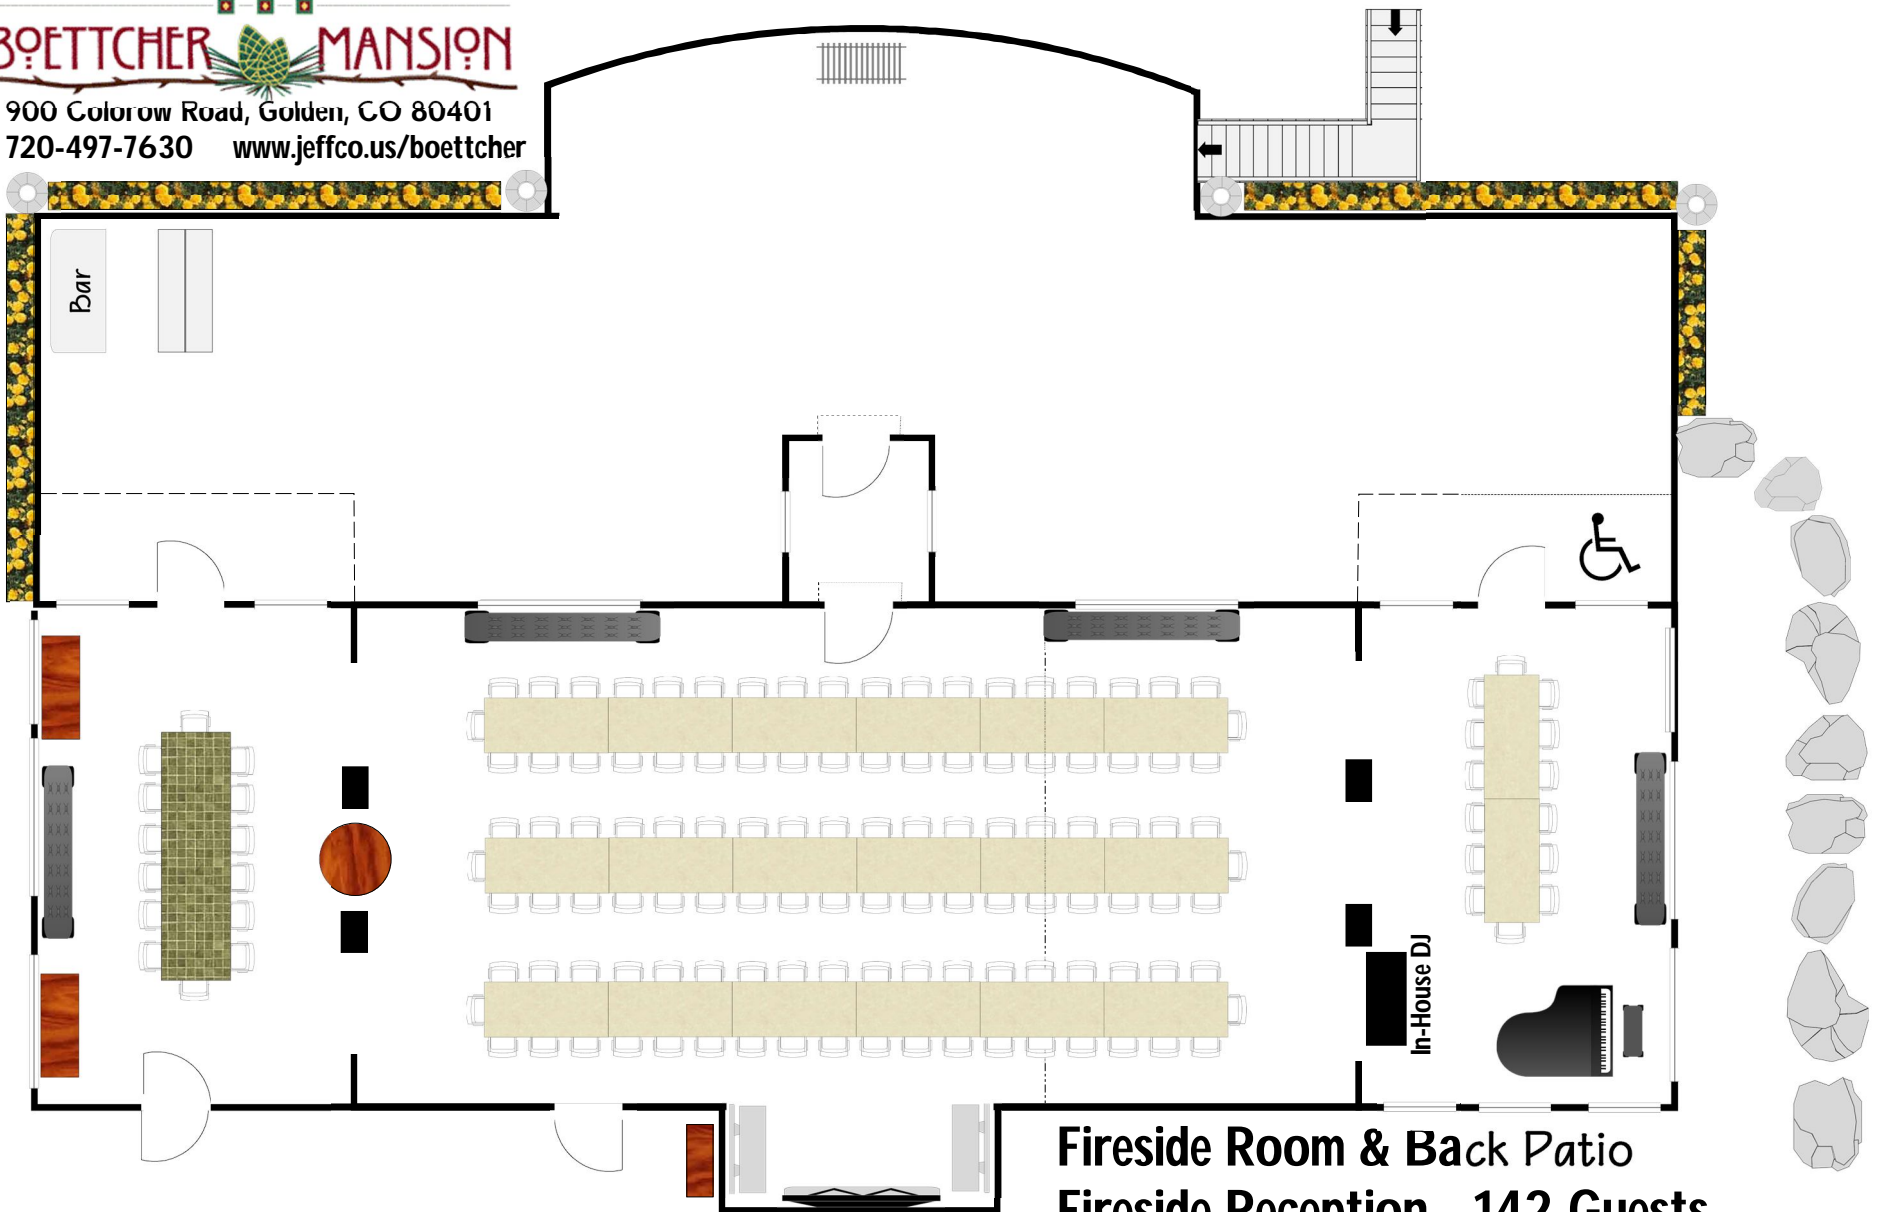 BOETTCHER MANSION
900 Colorow Road, Golden, CO 80401
720-497-7630 www.jeffco.us/boettcher
Bar
In-House DJ
Fireside Room & Back Patio
Fireside Reception - 142 Guests